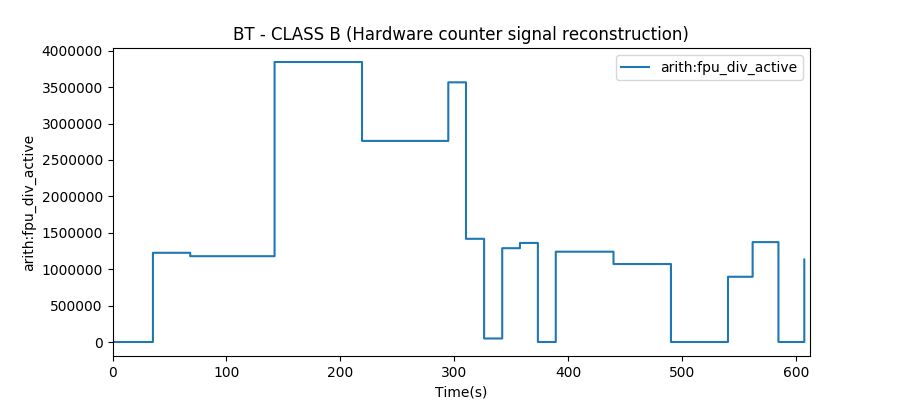 BT - CLASS B (Hardware counter signal reconstruction)
arith:fpu_div_active
arith:fpu_div_active
4000000
3500000
3000000
2500000
2000000
1500000
1000000
500000
0
0 100 200 300 400 500 600
Time(s)